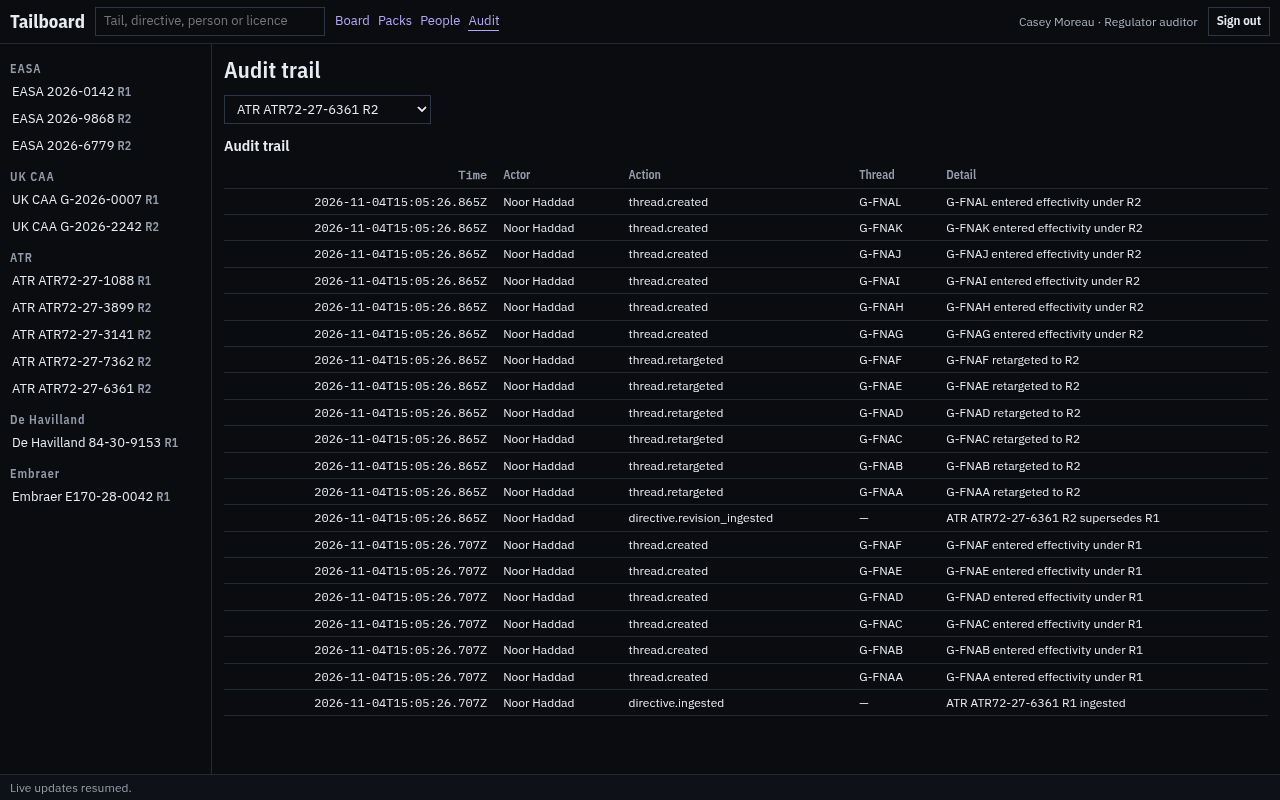 Tailboard
Tail, directive, person or licence
Board Packs People Audit
Casey Moreau · Regulator auditor
Sign out
EASA
EASA 2026-0142 R1
EASA 2026-9868 R2
EASA 2026-6779 R2
UK CAA
UK CAA G-2026-0007 R1
UK CAA G-2026-2242 R2
ATR
ATR ATR72-27-1088 R1
ATR ATR72-27-3899 R2
ATR ATR72-27-3141 R2
ATR ATR72-27-7362 R2
ATR ATR72-27-6361 R2
De Havilland
De Havilland 84-30-9153 R1
Embraer
Embraer E170-28-0042 R1
Audit trail
ATR ATR72-27-6361 R2
Audit trail
Time Actor Action Thread Detail
2026-11-04T15:05:26.865Z Noor Haddad thread.created G-FNAL G-FNAL entered effectivity under R2
2026-11-04T15:05:26.865Z Noor Haddad thread.created G-FNAK G-FNAK entered effectivity under R2
2026-11-04T15:05:26.865Z Noor Haddad thread.created G-FNAJ G-FNAJ entered effectivity under R2
2026-11-04T15:05:26.865Z Noor Haddad thread.created G-FNAI G-FNAI entered effectivity under R2
2026-11-04T15:05:26.865Z Noor Haddad thread.created G-FNAH G-FNAH entered effectivity under R2
2026-11-04T15:05:26.865Z Noor Haddad thread.created G-FNAG G-FNAG entered effectivity under R2
2026-11-04T15:05:26.865Z Noor Haddad thread.retargeted G-FNAF G-FNAF retargeted to R2
2026-11-04T15:05:26.865Z Noor Haddad thread.retargeted G-FNAE G-FNAE retargeted to R2
2026-11-04T15:05:26.865Z Noor Haddad thread.retargeted G-FNAD G-FNAD retargeted to R2
2026-11-04T15:05:26.865Z Noor Haddad thread.retargeted G-FNAC G-FNAC retargeted to R2
2026-11-04T15:05:26.865Z Noor Haddad thread.retargeted G-FNAB G-FNAB retargeted to R2
2026-11-04T15:05:26.865Z Noor Haddad thread.retargeted G-FNAA G-FNAA retargeted to R2
2026-11-04T15:05:26.865Z Noor Haddad directive.revision_ingested — ATR ATR72-27-6361 R2 supersedes R1
2026-11-04T15:05:26.707Z Noor Haddad thread.created G-FNAF G-FNAF entered effectivity under R1
2026-11-04T15:05:26.707Z Noor Haddad thread.created G-FNAE G-FNAE entered effectivity under R1
2026-11-04T15:05:26.707Z Noor Haddad thread.created G-FNAD G-FNAD entered effectivity under R1
2026-11-04T15:05:26.707Z Noor Haddad thread.created G-FNAC G-FNAC entered effectivity under R1
2026-11-04T15:05:26.707Z Noor Haddad thread.created G-FNAB G-FNAB entered effectivity under R1
2026-11-04T15:05:26.707Z Noor Haddad thread.created G-FNAA G-FNAA entered effectivity under R1
2026-11-04T15:05:26.707Z Noor Haddad directive.ingested — ATR ATR72-27-6361 R1 ingested
Live updates resumed.